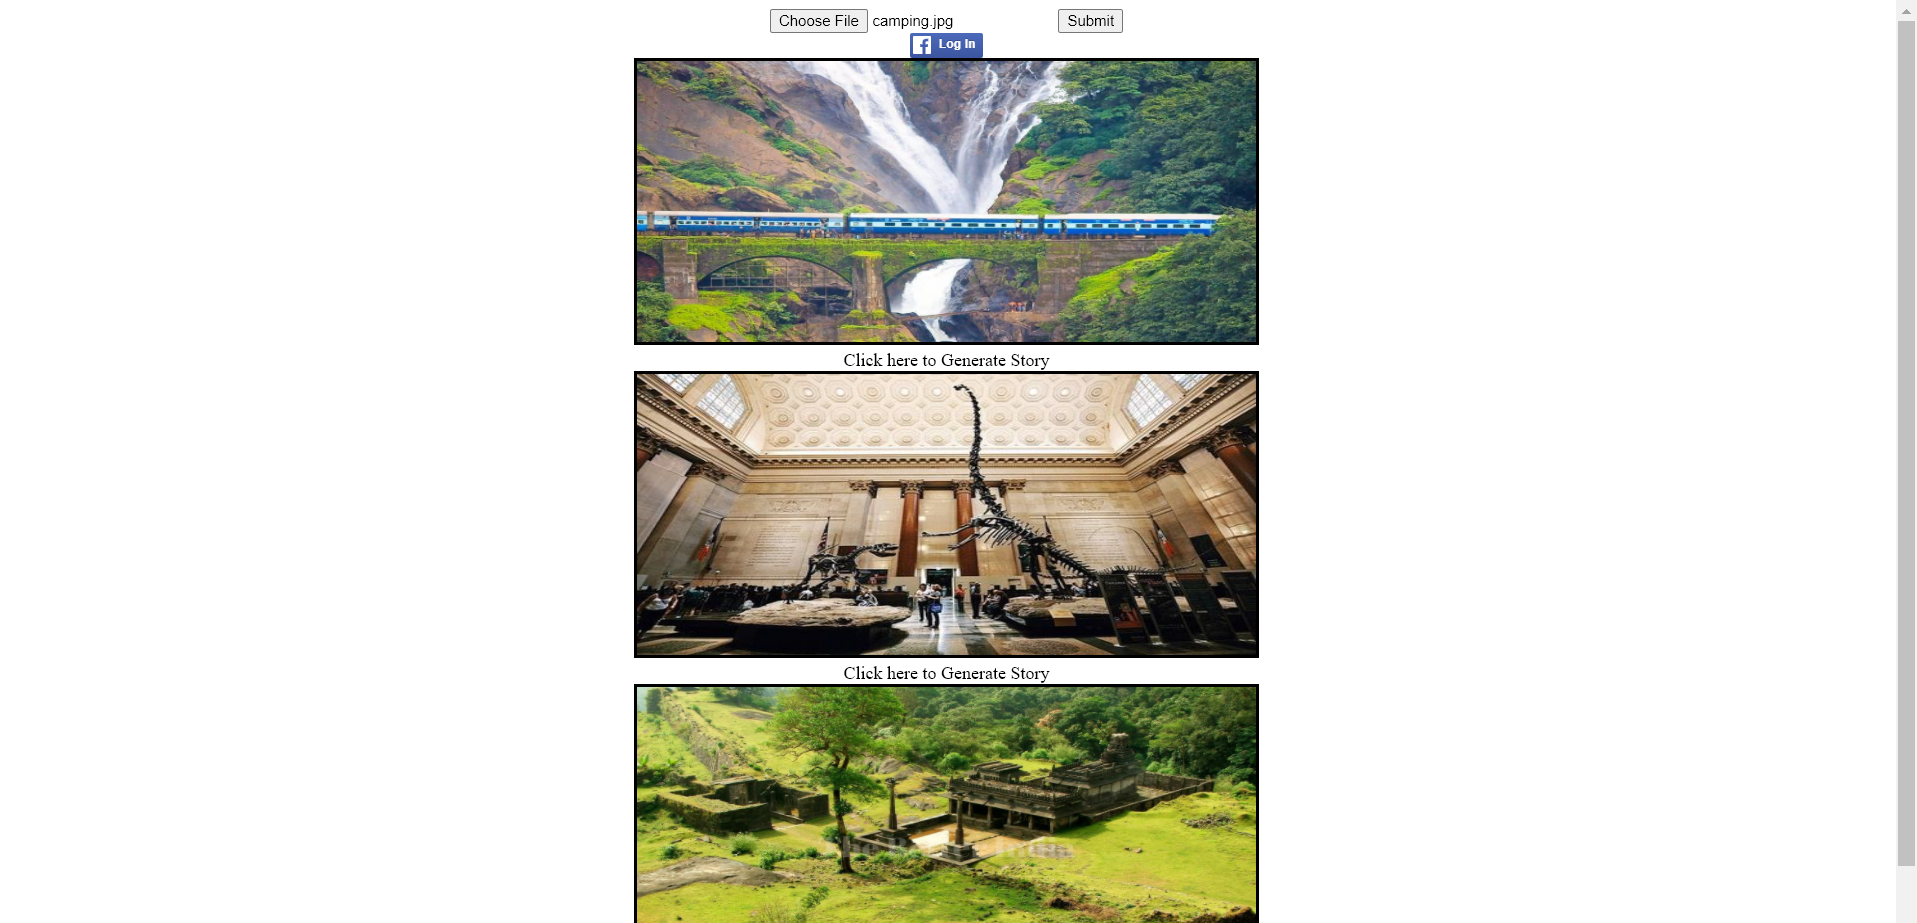 Choose File camping.jpg Submit
f Log In
Click here to Generate Story
Click here to Generate Story